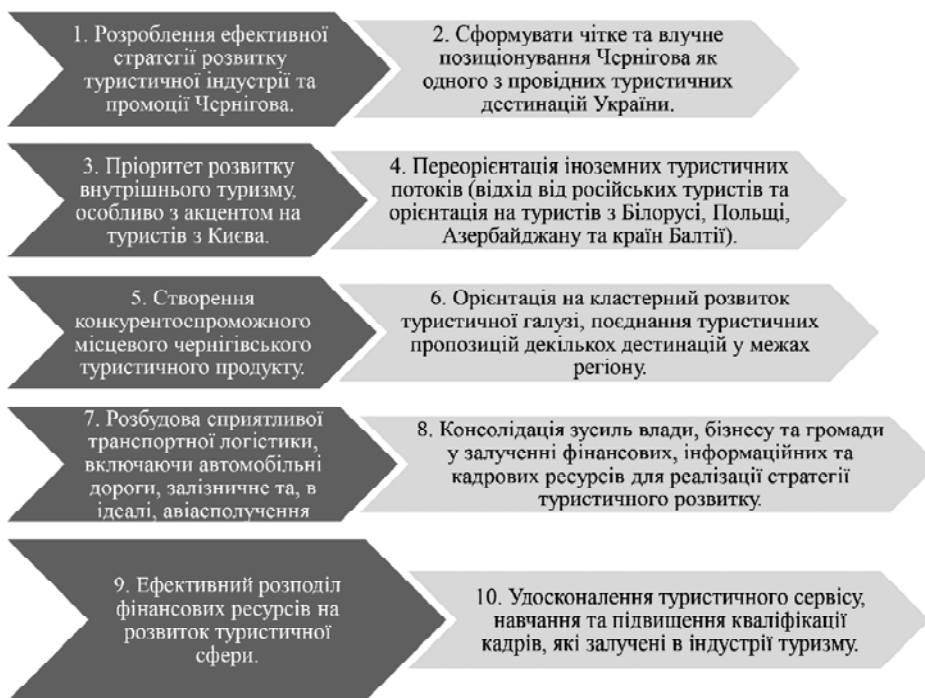 1. Розроблення ефективної
стратегії розвитку
туристичної індустрії та
промоції Чернігова.
2. Сформувати чітке та влучне
позиціонування Чернігова як
одного з провідних туристичних
дестинацій України.
3. Пріоритет розвитку
внутрішнього туризму,
особливо з акцентом на
туристів з Києва.
4. Переорієнтація іноземних туристичних
потоків (відхід від російських туристів та
орієнтація на туристів з Білорусі, Польщі,
Азербайджану та країн Балтії).
5. Створення
конкурентоспроможного
місцевого чернігівського
туристичного продукту.
6. Орієнтація на кластерний розвиток
туристичної галузі, поєднання туристичних
пропозицій декількох дестинацій у межах
регіону.
7. Розбудова сприятливої
транспортної логістики,
включаючи автомобільні
дороги, залізничне та, в
ідеалі, авіасполучення
8. Консолідація зусиль влади, бізнесу та громади
у залученні фінансових, інформаційних та
кадрових ресурсів для реалізації стратегії
туристичного розвитку.
9. Ефективний розподіл
фінансових ресурсів на
розвиток туристичної
сфери.
10. Удосконалення туристичного сервісу,
навчання та підвищення кваліфікації
кадрів, які залучені в індустрії туризму.